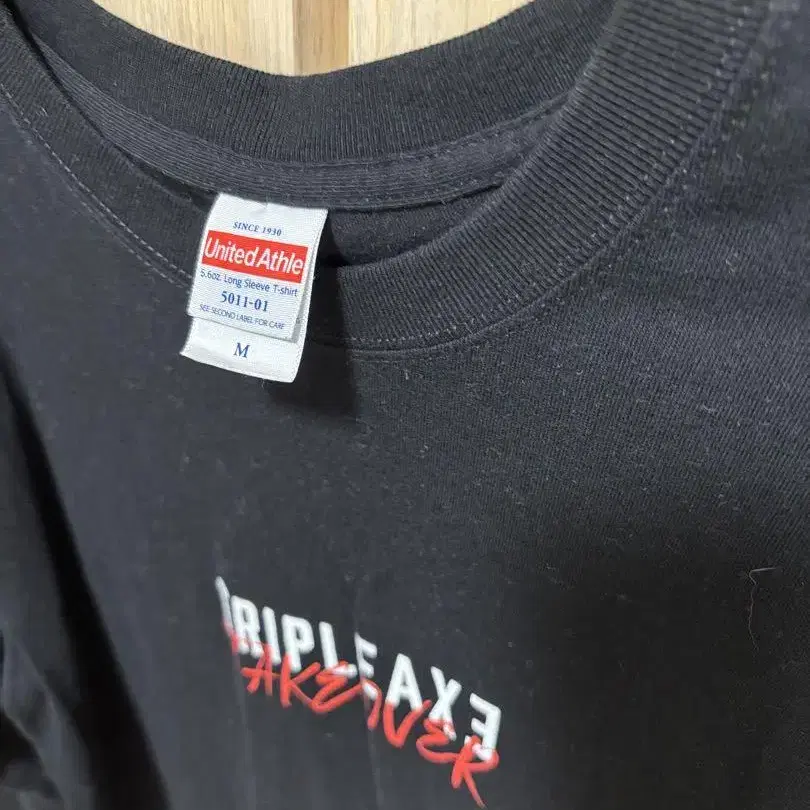 SINCE 1930
United Athle
5.6oz. Long Sleeve T-shirt
5011-01
SEE SECOND LABEL FOR CARE
M
TRIPLE AXE
TAKEOVER